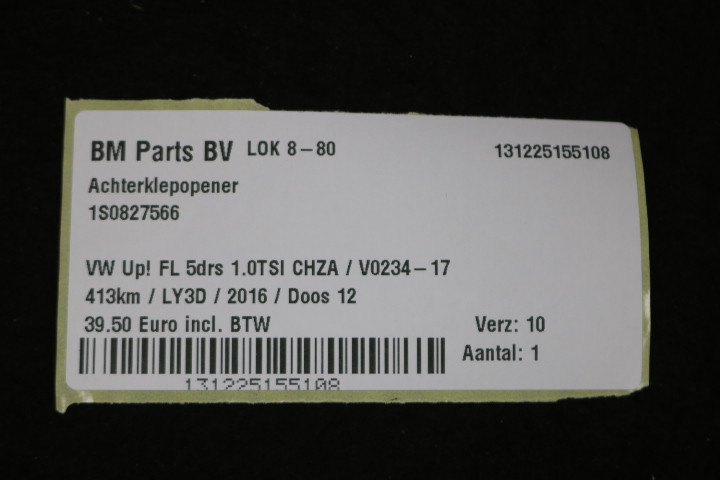 BM Parts BV LOK 8-80 131225155108
Achterklepopener
1S0827566
VW Up! FL 5drs 1.0TSI CHZA / V0234-17
413km / LY3D / 2016 / Doos 12
39.50 Euro incl. BTW Verz: 10
Aantal: 1
131225155108